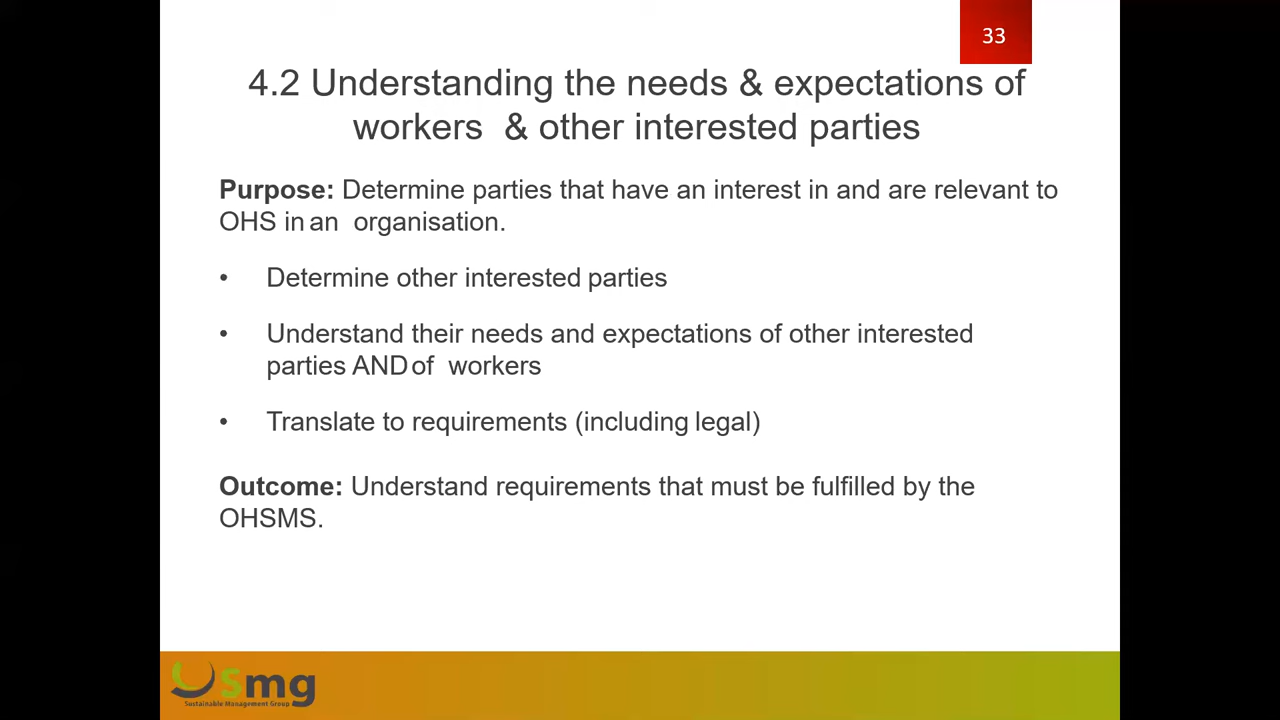 33
4.2 Understanding the needs & expectations of
workers & other interested parties
Purpose: Determine parties that have an interest in and are relevant to
OHS in an organisation.
• Determine other interested parties
• Understand their needs and expectations of other interested
parties AND of workers
• Translate to requirements (including legal)
Outcome: Understand requirements that must be fulfilled by the
OHSMS.
Smg
Sustainable Management Group